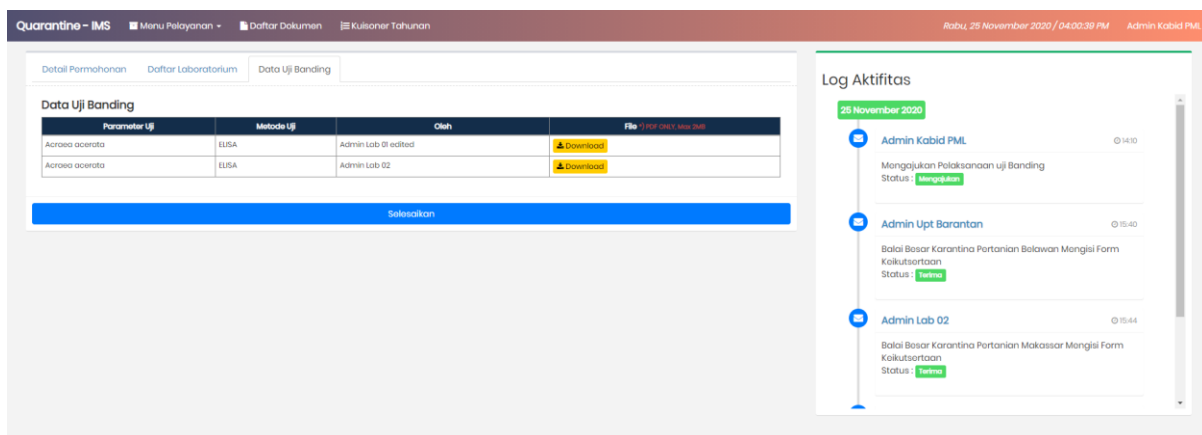 Quarantine - IMS Menu Pelayanan Daftar Dokumen Kuisoner Tahunan Rabu, 25 November 2020 / 04:00:39 PM Admin Kabid PML
Detail Permohonan Daftar Laboratorium Data Uji Banding
Data Uji Banding
Parameter Uji Metode Uji Oleh File *) PDF ONLY, Max 2MB
Acraea acerata ELISA Admin Lab 01 edited Download
Acraea acerata ELISA Admin Lab 02 Download
Selesaikan
Log Aktifitas
25 November 2020
Admin Kabid PML 14:10
Mengajukan Pelaksanaan uji Banding
Status : Mengajukan
Admin Upt Barantan 15:40
Balai Besar Karantina Pertanian Belawan Mengisi Form
Keikutsertaan
Status : Terima
Admin Lab 02 15:44
Balai Besar Karantina Pertanian Makassar Mengisi Form
Keikutsertaan
Status : Terima